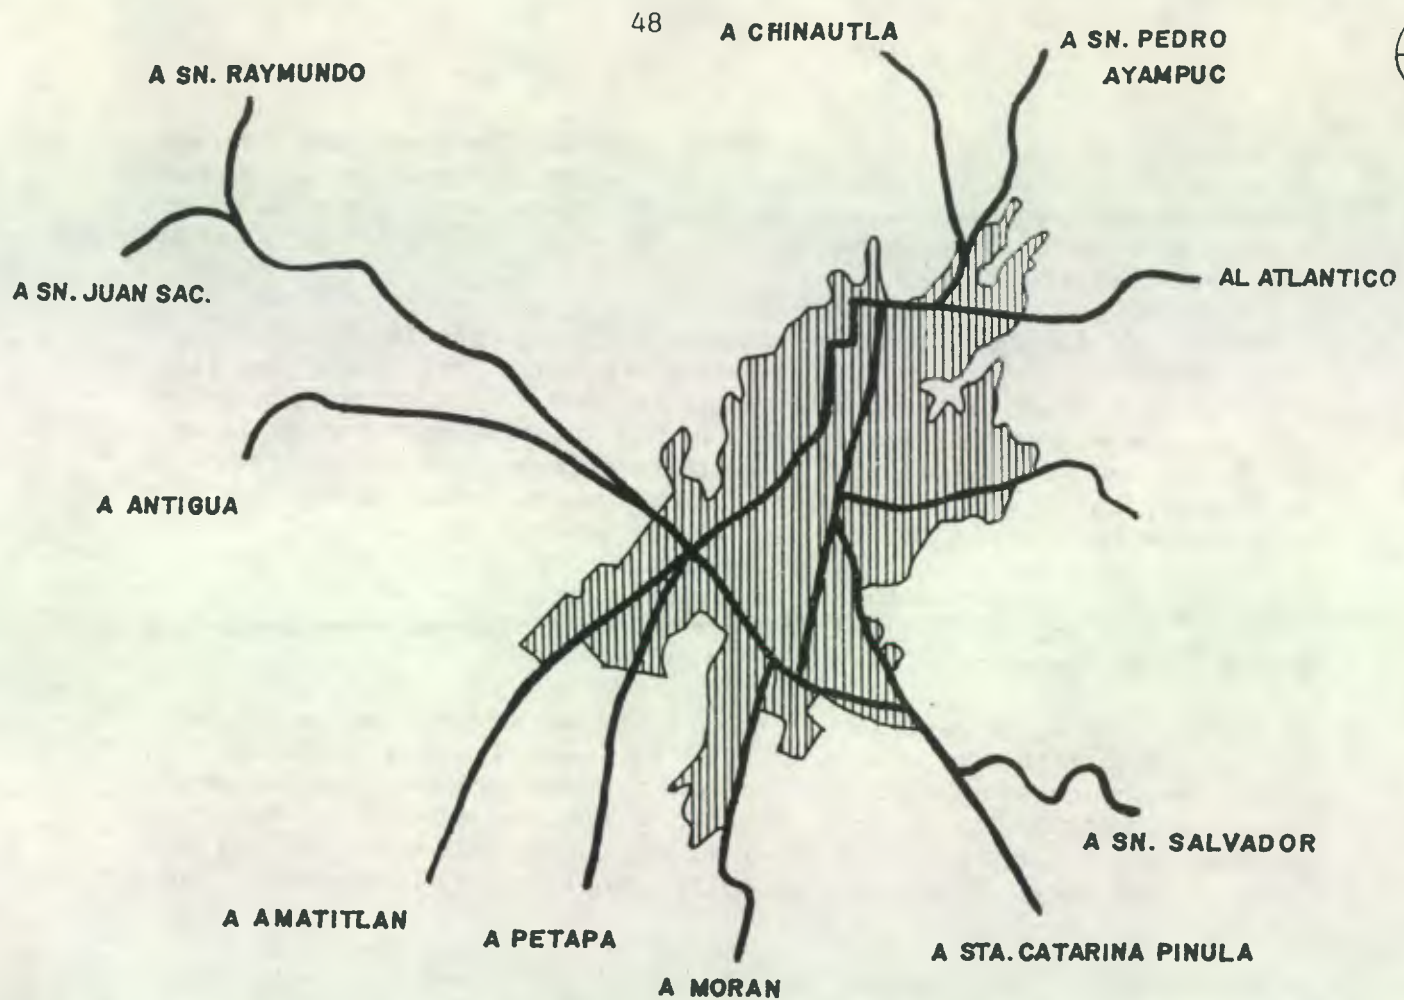 48
A CHINAUTLA
A SN. PEDRO
AYAMPUC
A SN. RAYMUNDO
AL ATLANTICO
A SN. JUAN SAC.
A ANTIGUA
A SN. SALVADOR
A AMATITLAN
A PETAPA
A STA. CATARINA PINULA
A MORAN